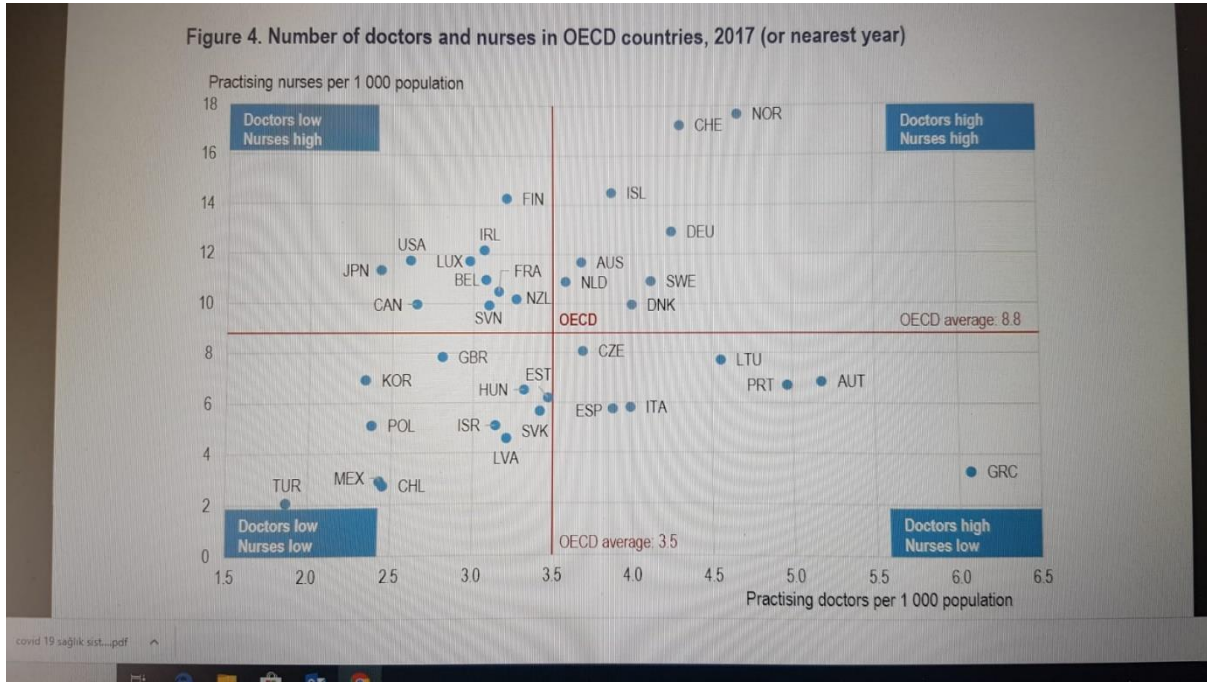 Figure 4. Number of doctors and nurses in OECD countries, 2017 (or nearest year)
Practising nurses per 1 000 population
18
Doctors low
Nurses high
NOR
CHE
Doctors high
Nurses high
16
14
FIN
ISL
IRL
DEU
USA
12
LUX
AUS
JPN
BEL
FRA
NLD
SWE
10
CAN
NZL
DNK
SVN
OECD
OECD average: 8.8
8
CZE
GBR
LTU
EST
KOR
HUN
PRT
AUT
6
ESP
ITA
POL
ISR
SVK
4
LVA
GRC
MEX
TUR
CHL
2
Doctors low
Nurses low
OECD average: 3.5
Doctors high
Nurses low
0
1.5 2.0 2.5 3.0 3.5 4.0 4.5 5.0 5.5 6.0 6.5
Practising doctors per 1 000 population
covid 19 sağlık sist....pdf